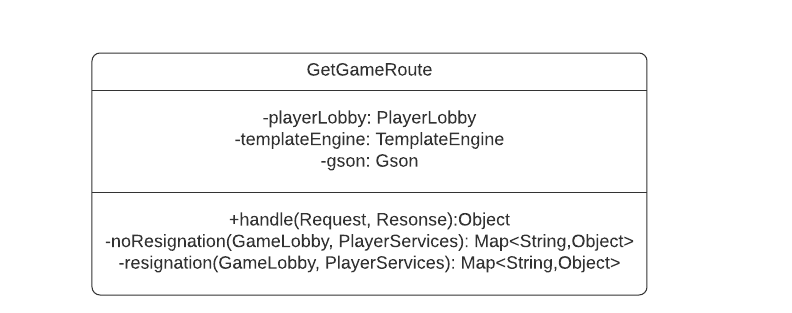 GetGameRoute
-playerLobby: PlayerLobby
-templateEngine: TemplateEngine
-gson: Gson
+handle(Request, Resonse):Object
-noResignation(GameLobby, PlayerServices): Map<String,Object>
-resignation(GameLobby, PlayerServices): Map<String,Object>